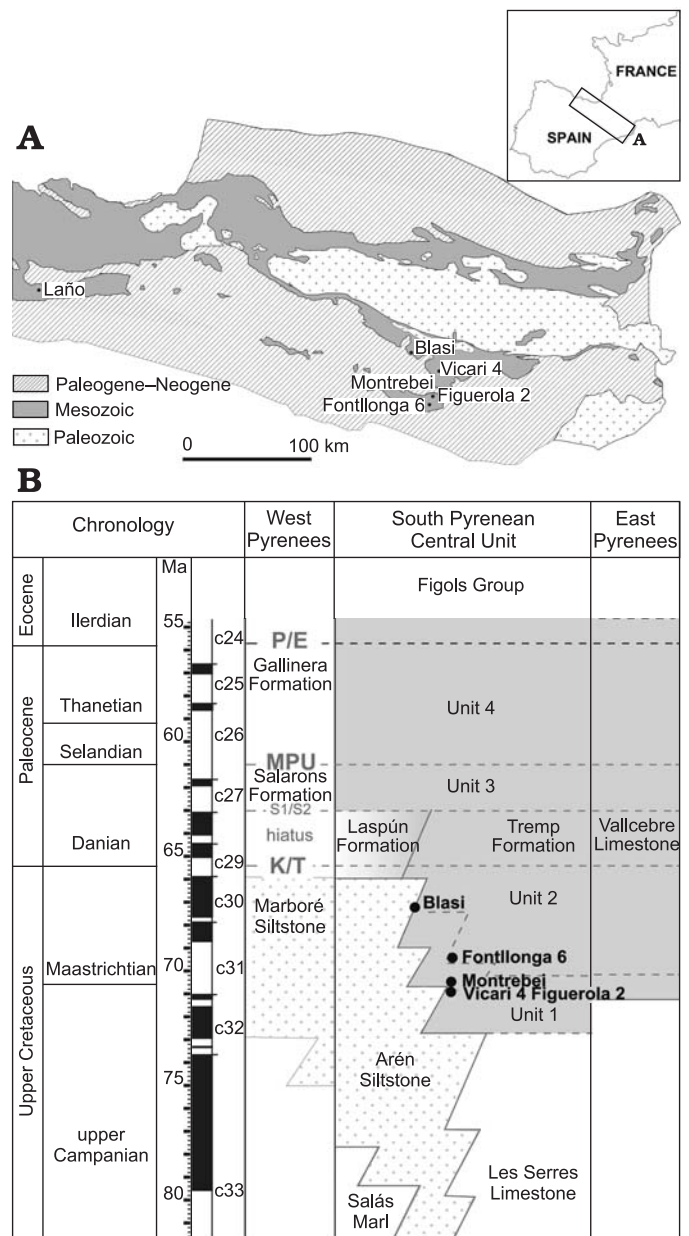 FRANCE
SPAIN
A
A
Laño
Blasi
Vicari 4
Montrebei
Figuerola 2
Fontllonga 6
Paleogene–Neogene
Mesozoic
Paleozoic
0
100 km
B
Chronology
West
Pyrenees
South Pyrenean
Central Unit
East
Pyrenees
Ma
Figols Group
Eocene
Ilerdian
55
c24
P/E
Gallinera
Formation
c25
Paleocene
Thanetian
Unit 4
60
c26
Selandian
MPU
Salarons
Formation
Unit 3
c27
S1/S2
hiatus
Laspún
Formation
Tremp
Formation
Vallcebre
Limestone
Danian
65
c29
K/T
c30
Marboré
Siltstone
Blasi
Unit 2
Upper Cretaceous
Maastrichtian
70
c31
Fontllonga 6
Montrebei
Vicari 4 Figuerola 2
Unit 1
c32
Arén
Siltstone
75
upper
Campanian
Les Serres
Limestone
80
c33
Salás
Marl